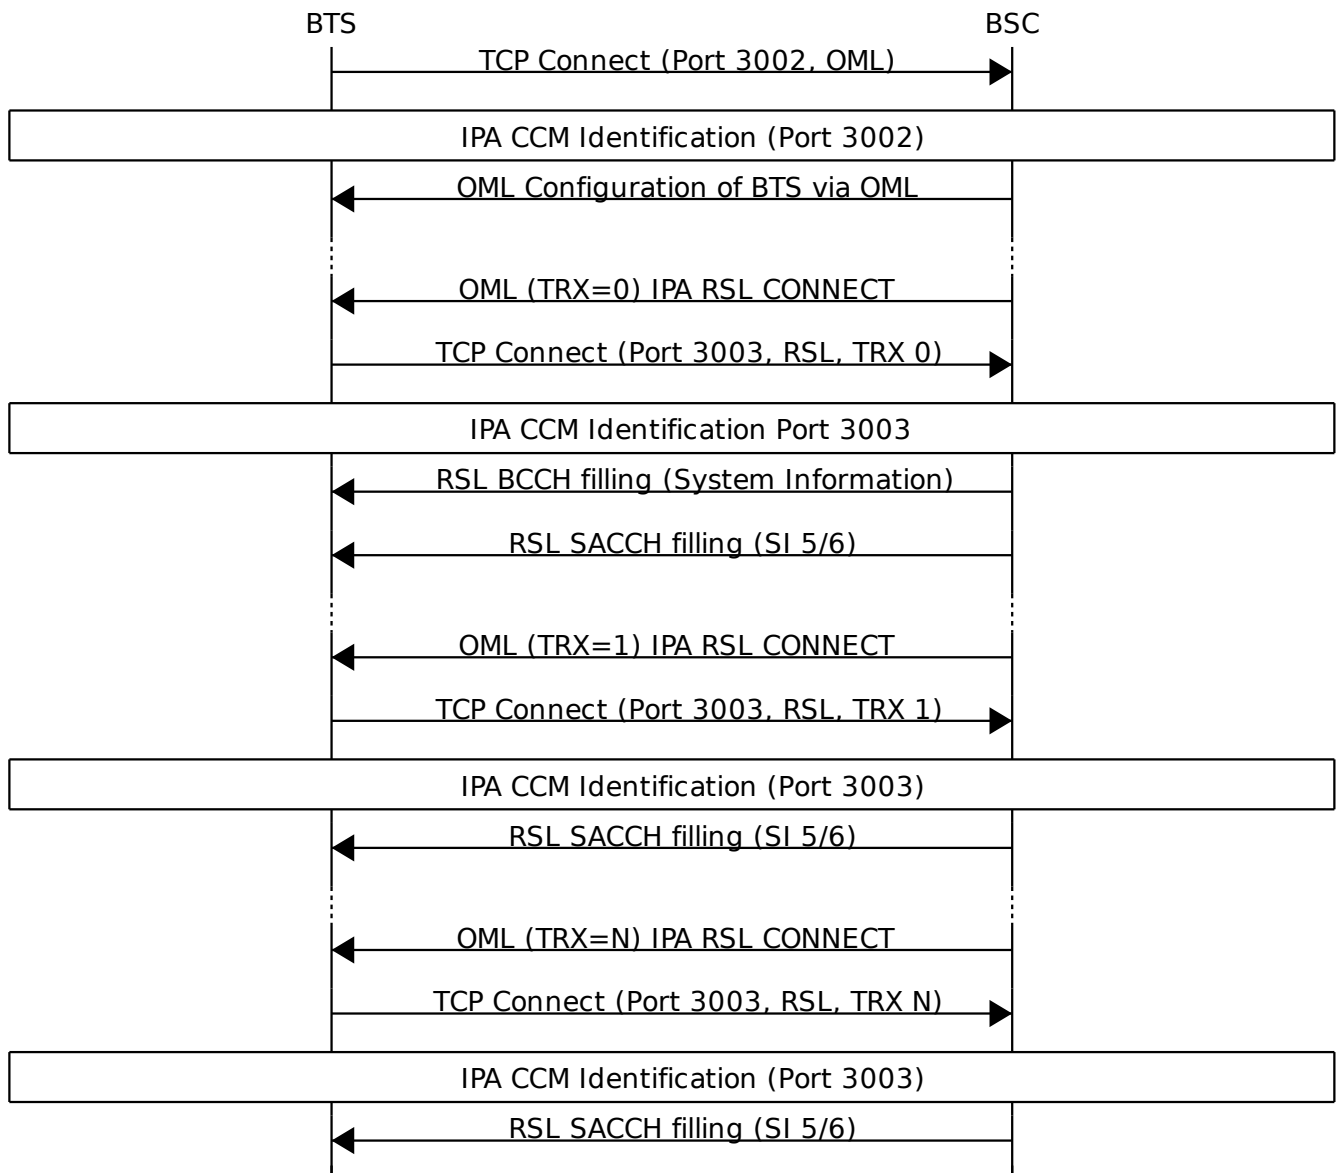 BTS BSC
TCP Connect (Port 3002, OML)
IPA CCM Identification (Port 3002)
OML Configuration of BTS via OML
OML (TRX=0) IPA RSL CONNECT
TCP Connect (Port 3003, RSL, TRX 0)
IPA CCM Identification Port 3003
RSL BCCH filling (System Information)
RSL SACCH filling (SI 5/6)
OML (TRX=1) IPA RSL CONNECT
TCP Connect (Port 3003, RSL, TRX 1)
IPA CCM Identification (Port 3003)
RSL SACCH filling (SI 5/6)
OML (TRX=N) IPA RSL CONNECT
TCP Connect (Port 3003, RSL, TRX N)
IPA CCM Identification (Port 3003)
RSL SACCH filling (SI 5/6)